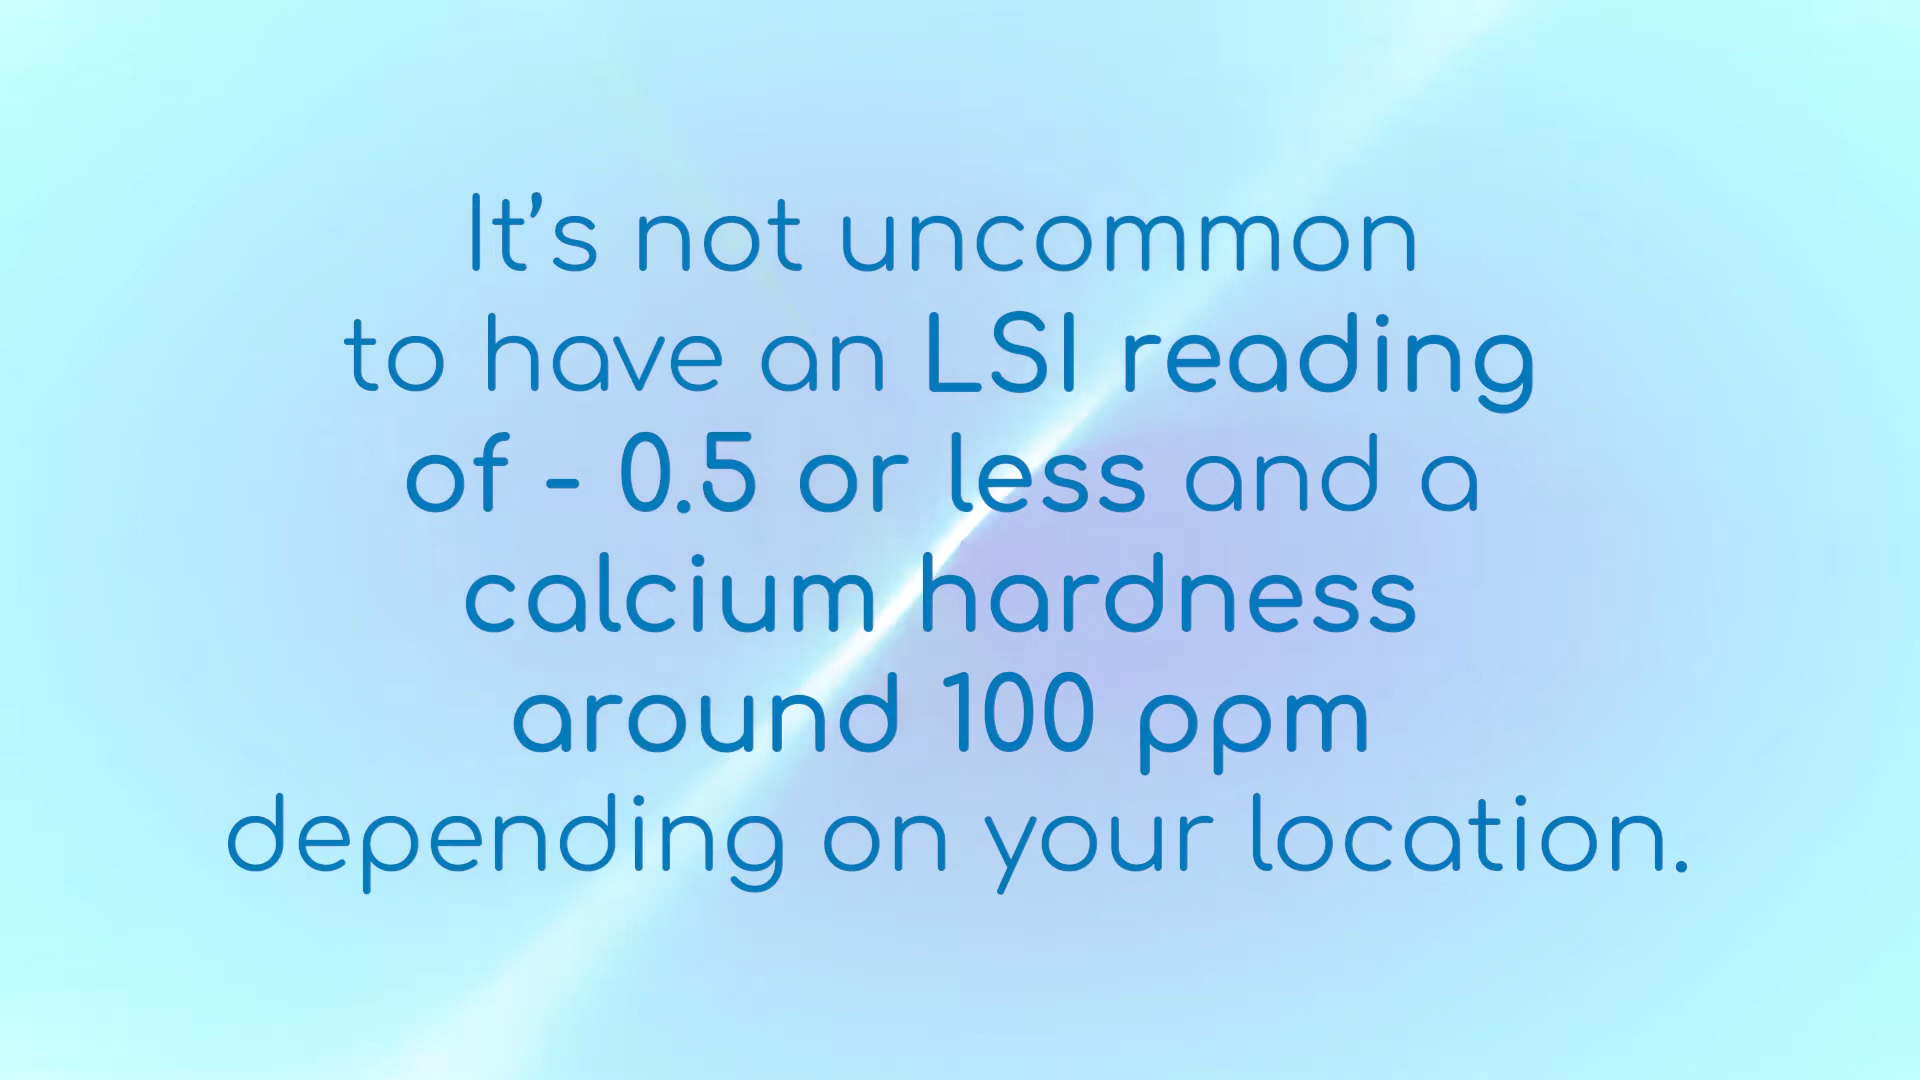 It’s not uncommon
to have an LSI reading
of - 0.5 or less and a
calcium hardness
around 100 ppm
depending on your location.